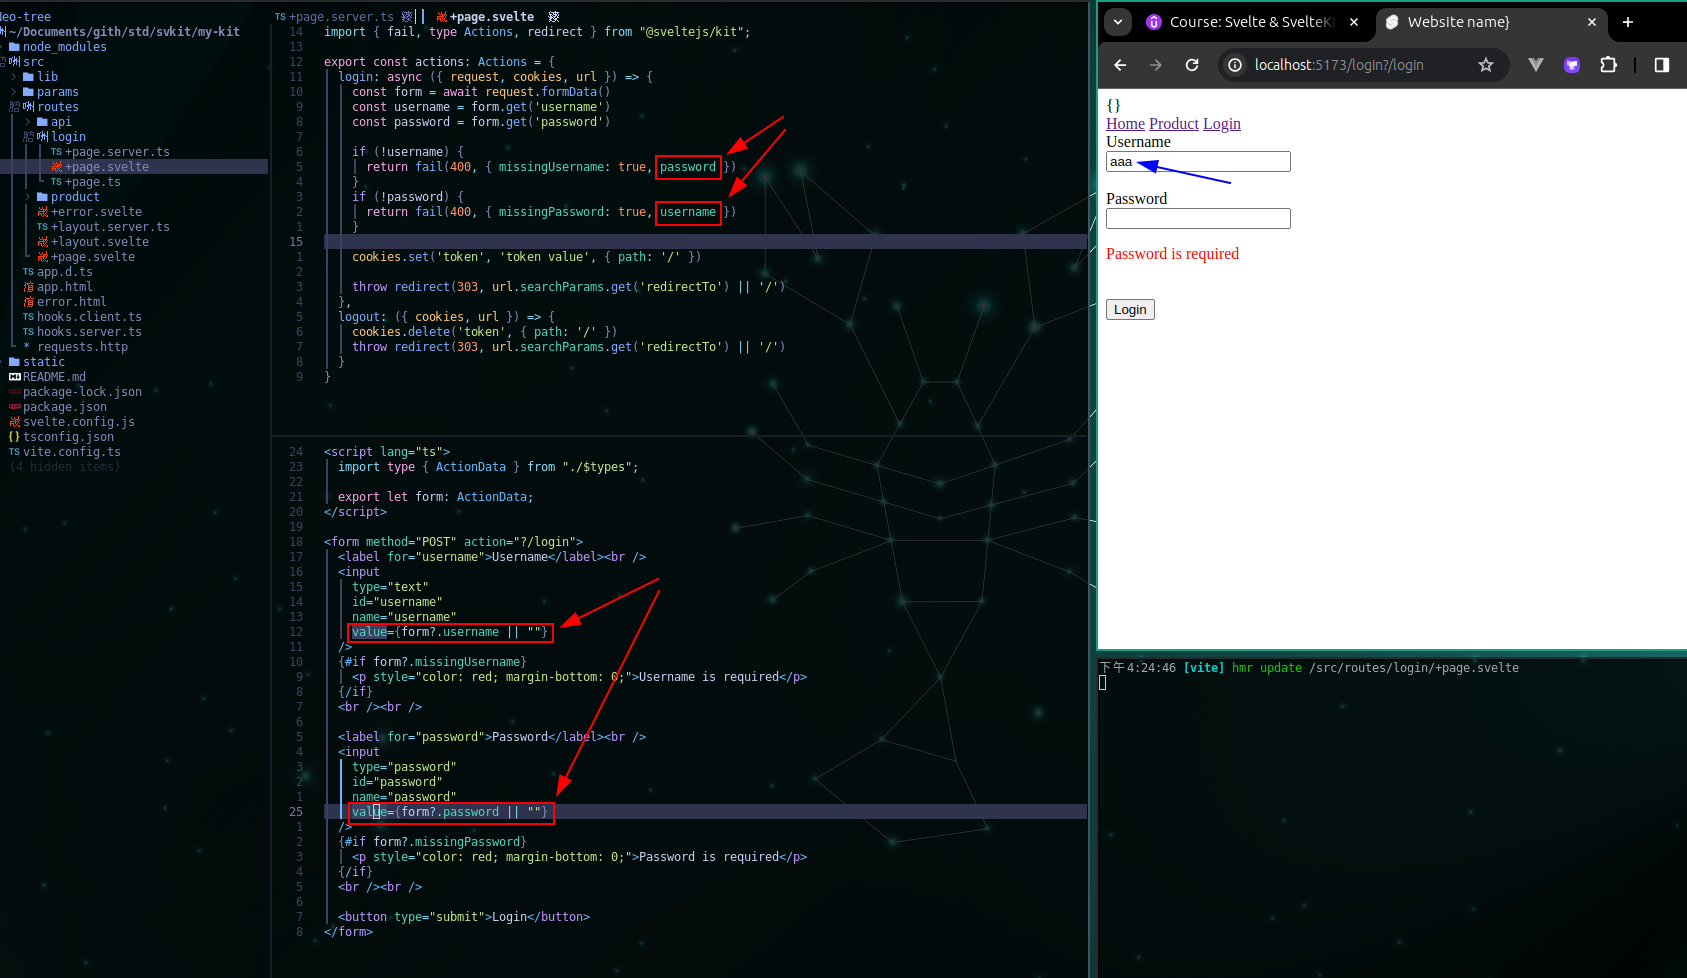 Neo-tree
~/Documents/gith/std/svkit/my-kit
node_modules
src
lib
params
routes
api
login
TS +page.server.ts
+page.svelte
TS +page.ts
product
+error.svelte
TS +layout.server.ts
+layout.svelte
+page.svelte
TS app.d.ts
app.html
error.html
TS hooks.client.ts
TS hooks.server.ts
* requests.http
static
README.md
package-lock.json
package.json
svelte.config.js
{} tsconfig.json
TS vite.config.ts
(4 hidden items)
TS +page.server.ts +page.svelte
14 import { fail, type Actions, redirect } from "@sveltejs/kit";
13
12 export const actions: Actions = {
11 login: async ({ request, cookies, url }) => {
10 const form = await request.formData()
9 const username = form.get('username')
8 const password = form.get('password')
7
6 if (!username) {
5 return fail(400, { missingUsername: true, password })
4 }
3 if (!password) {
2 return fail(400, { missingPassword: true, username })
1 }
15
1 cookies.set('token', 'token value', { path: '/' })
2
3 throw redirect(303, url.searchParams.get('redirectTo') || '/')
4 },
5 logout: ({ cookies, url }) => {
6 cookies.delete('token', { path: '/' })
7 throw redirect(303, url.searchParams.get('redirectTo') || '/')
8 }
9 }
24 <script lang="ts">
23 import type { ActionData } from "./$types";
22
21 export let form: ActionData;
20 </script>
19
18 <form method="POST" action="?/login">
17 <label for="username">Username</label><br />
16 <input
15 type="text"
14 id="username"
13 name="username"
12 value={form?.username || ""}
11 />
10 {#if form?.missingUsername}
9 <p style="color: red; margin-bottom: 0;">Username is required</p>
8 {/if}
7 <br /><br />
6
5 <label for="password">Password</label><br />
4 <input
3 type="password"
2 id="password"
1 name="password"
25 value={form?.password || ""}
1 />
2 {#if form?.missingPassword}
3 <p style="color: red; margin-bottom: 0;">Password is required</p>
4 {/if}
5 <br /><br />
6
7 <button type="submit">Login</button>
8 </form>
Course: Svelte & SvelteKi
Website name}
localhost:5173/login?/login
{}
Home Product Login
Username
aaa
Password
Password is required
Login
下午4:24:46 [vite] hmr update /src/routes/login/+page.svelte